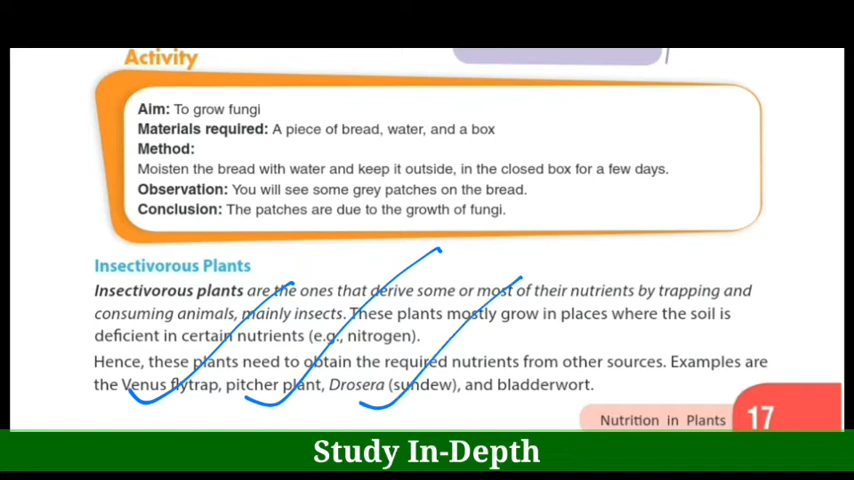 Activity
Aim: To grow fungi
Materials required: A piece of bread, water, and a box
Method:
Moisten the bread with water and keep it outside, in the closed box for a few days.
Observation: You will see some grey patches on the bread.
Conclusion: The patches are due to the growth of fungi.
Insectivorous Plants
Insectivorous plants are the ones that derive some or most of their nutrients by trapping and
consuming animals, mainly insects. These plants mostly grow in places where the soil is
deficient in certain nutrients (e.g., nitrogen).
Hence, these plants need to obtain the required nutrients from other sources. Examples are
the Venus flytrap, pitcher plant, Drosera (sundew), and bladderwort.
Nutrition in Plants 17
Study In-Depth